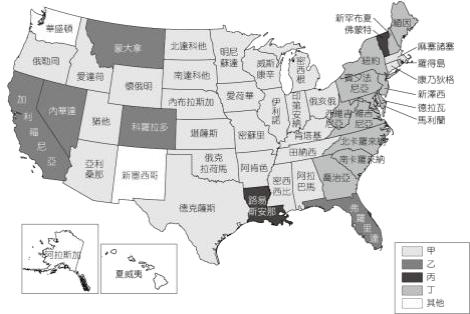 華盛頓
蒙大拿
北達科他
明尼
蘇達
新罕布夏
佛蒙特
緬因
俄勒岡
愛達荷
懷俄明
南達科他
威斯
康辛
密西
根
紐約
麻塞諸塞
羅得島
康乃狄格
新澤西
德拉瓦
馬利蘭
內布拉斯加
愛荷華
賓夕法
尼亞
加
利
福
尼
亞
內華達
猶他
科羅拉多
堪薩斯
密蘇里
伊
利
諾
印
第
安
納
俄亥俄
西維吉
尼亞
維吉
尼亞
肯塔基
北卡羅來納
田納西
南卡羅來納
亞利
桑那
新墨西哥
俄克
拉荷馬
阿肯色
密西
西比
阿拉
巴馬
喬治亞
德克薩斯
路易
斯安那
佛
羅
里
達
阿拉斯加
夏威夷
甲
乙
丙
丁
其他